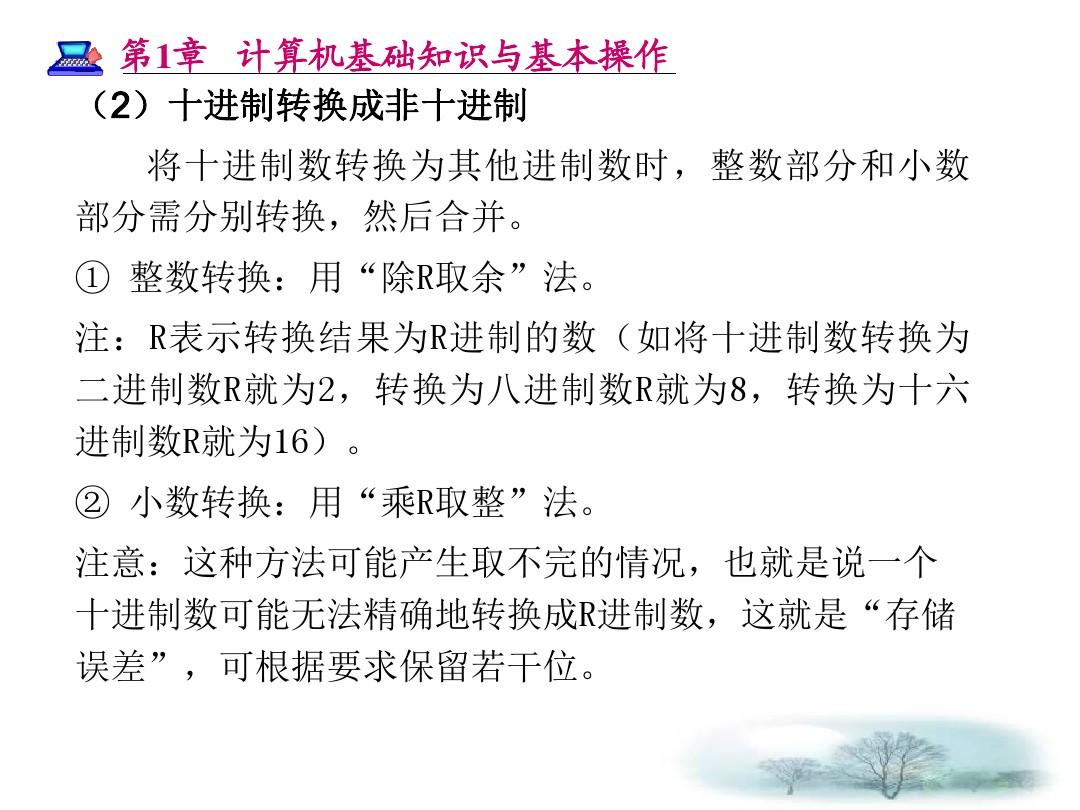 第1章 计算机基础知识与基本操作
（2）十进制转换成非十进制
将十进制数转换为其他进制数时，整数部分和小数
部分需分别转换，然后合并。
① 整数转换：用“除R取余”法。
注：R表示转换结果为R进制的数（如将十进制数转换为
二进制数R就为2，转换为八进制数R就为8，转换为十六
进制数R就为16）。
② 小数转换：用“乘R取整”法。
注意：这种方法可能产生取不完的情况，也就是说一个
十进制数可能无法精确地转换成R进制数，这就是“存储
误差”，可根据要求保留若干位。